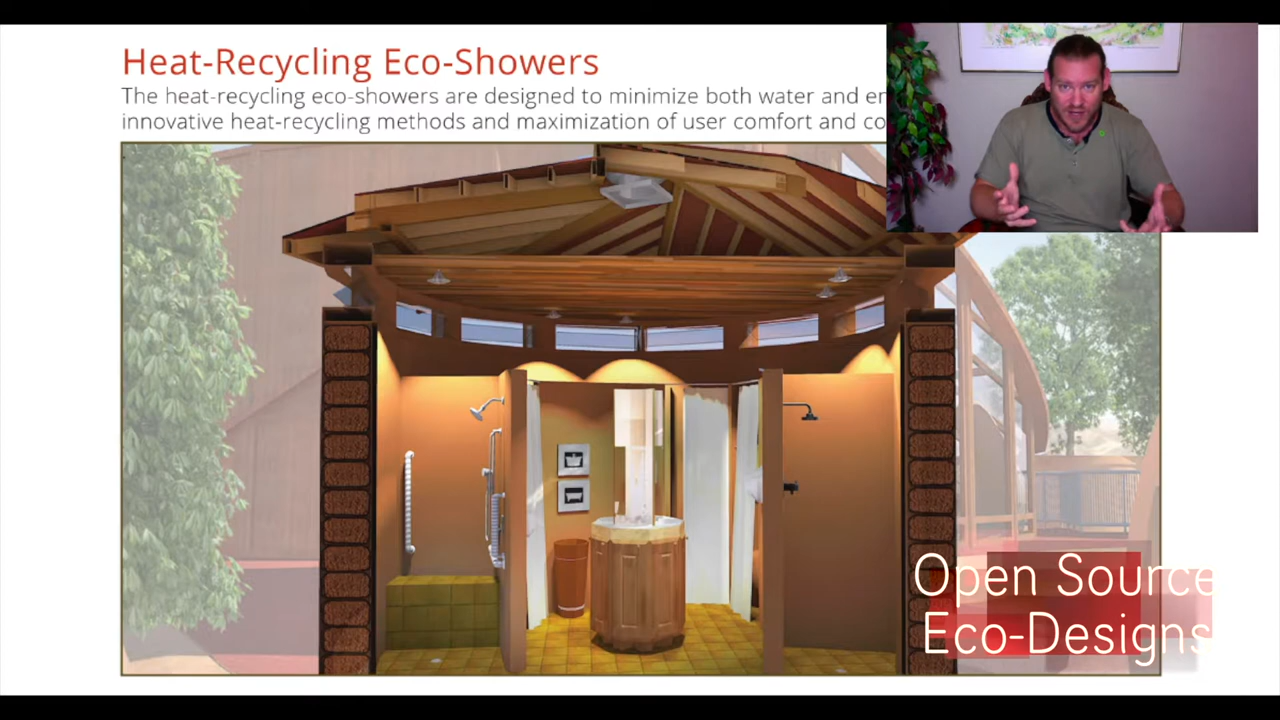 Heat-Recycling Eco-Showers
The heat-recycling eco-showers are designed to minimize both water and en
innovative heat-recycling methods and maximization of user comfort and co
Open Source
Eco-Designs